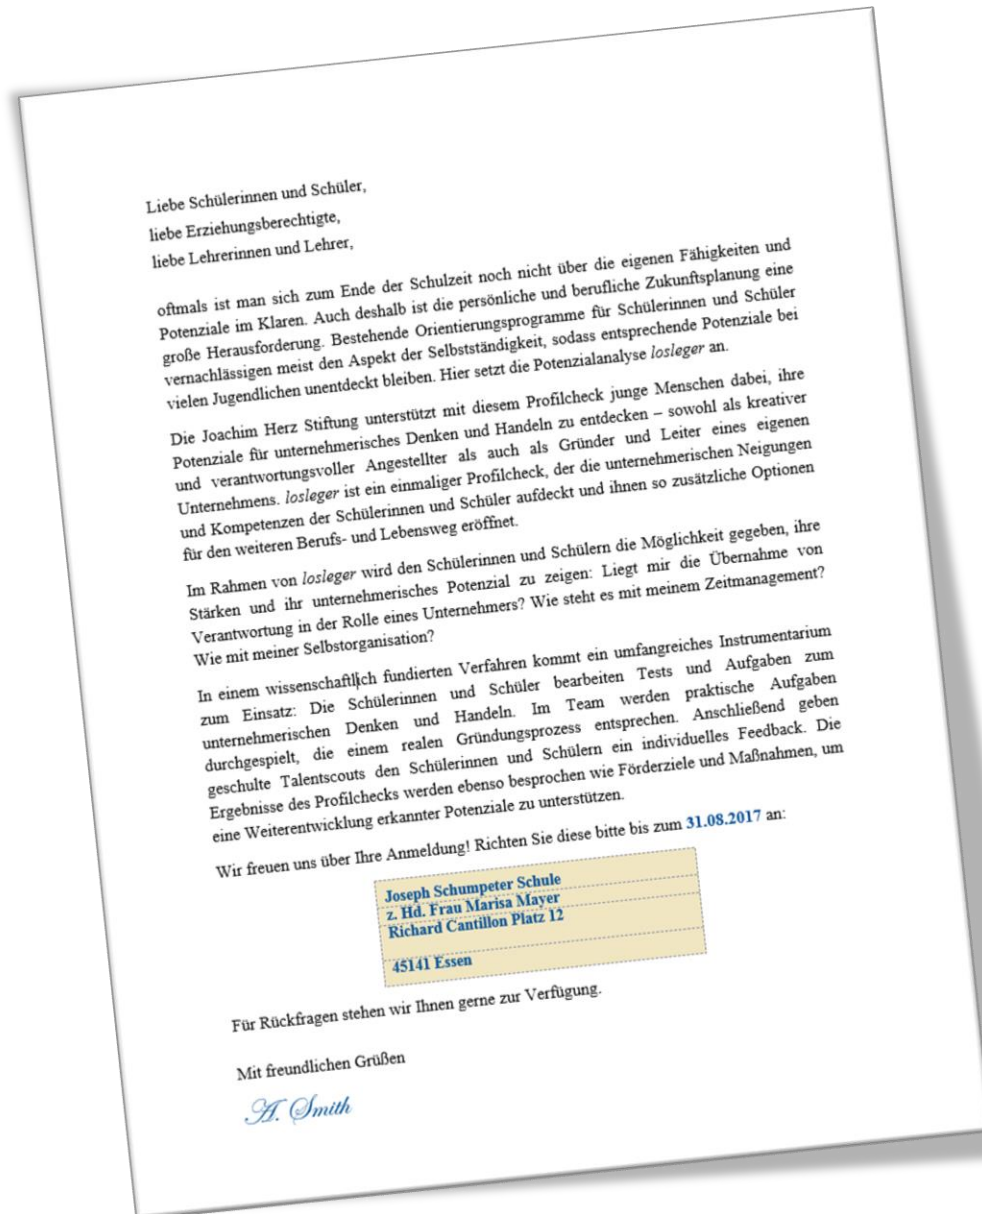 Liebe Schülerinnen und Schüler,
liebe Erziehungsberechtigte,
liebe Lehrerinnen und Lehrer,
oftmals ist man sich zum Ende der Schulzeit noch nicht über die eigenen Fähigkeiten und
Potenziale im Klaren. Auch deshalb ist die persönliche und berufliche Zukunftsplanung eine
große Herausforderung. Bestehende Orientierungsprogramme für Schülerinnen und Schüler
vernachlässigen meist den Aspekt der Selbstständigkeit, sodass entsprechende Potenziale bei
vielen Jugendlichen unentdeckt bleiben. Hier setzt die Potenzialanalyse losleger an.
Die Joachim Herz Stiftung unterstützt mit diesem Profilcheck junge Menschen dabei, ihre
Potenziale für unternehmerisches Denken und Handeln zu entdecken – sowohl als kreativer
und verantwortungsvoller Angestellter als auch als Gründer und Leiter eines eigenen
Unternehmens. losleger ist ein einmaliger Profilcheck, der die unternehmerischen Neigungen
und Kompetenzen der Schülerinnen und Schüler aufdeckt und ihnen so zusätzliche Optionen
für den weiteren Berufs- und Lebensweg eröffnet.
Im Rahmen von losleger wird den Schülerinnen und Schülern die Möglichkeit gegeben, ihre
Stärken und ihr unternehmerisches Potenzial zu zeigen: Liegt mir die Übernahme von
Verantwortung in der Rolle eines Unternehmers? Wie steht es mit meinem Zeitmanagement?
Wie mit meiner Selbstorganisation?
In einem wissenschaftlich fundierten Verfahren kommt ein umfangreiches Instrumentarium
zum Einsatz: Die Schülerinnen und Schüler bearbeiten Tests und Aufgaben zum
unternehmerischen Denken und Handeln. Im Team werden praktische Aufgaben
durchgespielt, die einem realen Gründungsprozess entsprechen. Anschließend geben
geschulte Talentscouts den Schülerinnen und Schülern ein individuelles Feedback. Die
Ergebnisse des Profilchecks werden ebenso besprochen wie Förderziele und Maßnahmen, um
eine Weiterentwicklung erkannter Potenziale zu unterstützen.
Wir freuen uns über Ihre Anmeldung! Richten Sie diese bitte bis zum 31.08.2017 an:
Joseph Schumpeter Schule
z. Hd. Frau Marisa Mayer
Richard Cantillon Platz 12
45141 Essen
Für Rückfragen stehen wir Ihnen gerne zur Verfügung.
Mit freundlichen Grüßen
A. Smith